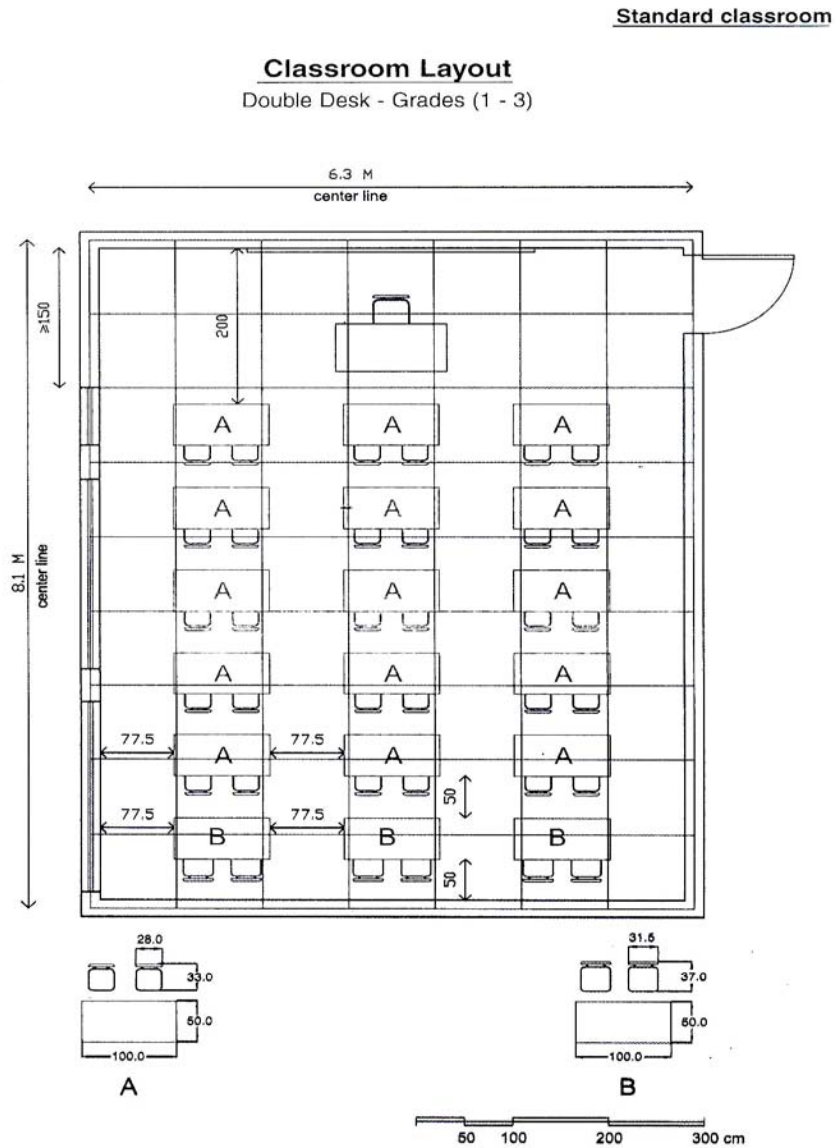 Standard classroom
Classroom Layout
Double Desk - Grades (1 - 3)
6.3 M
center line
≥150
200
8.1 M
center line
A A A
A A A
A A A
A A A
77.5 77.5
A A A
50
77.5 77.5
B B B
50
28.0
33.0
50.0
100.0
A
31.5
37.0
50.0
100.0
B
50 100 200 300 cm